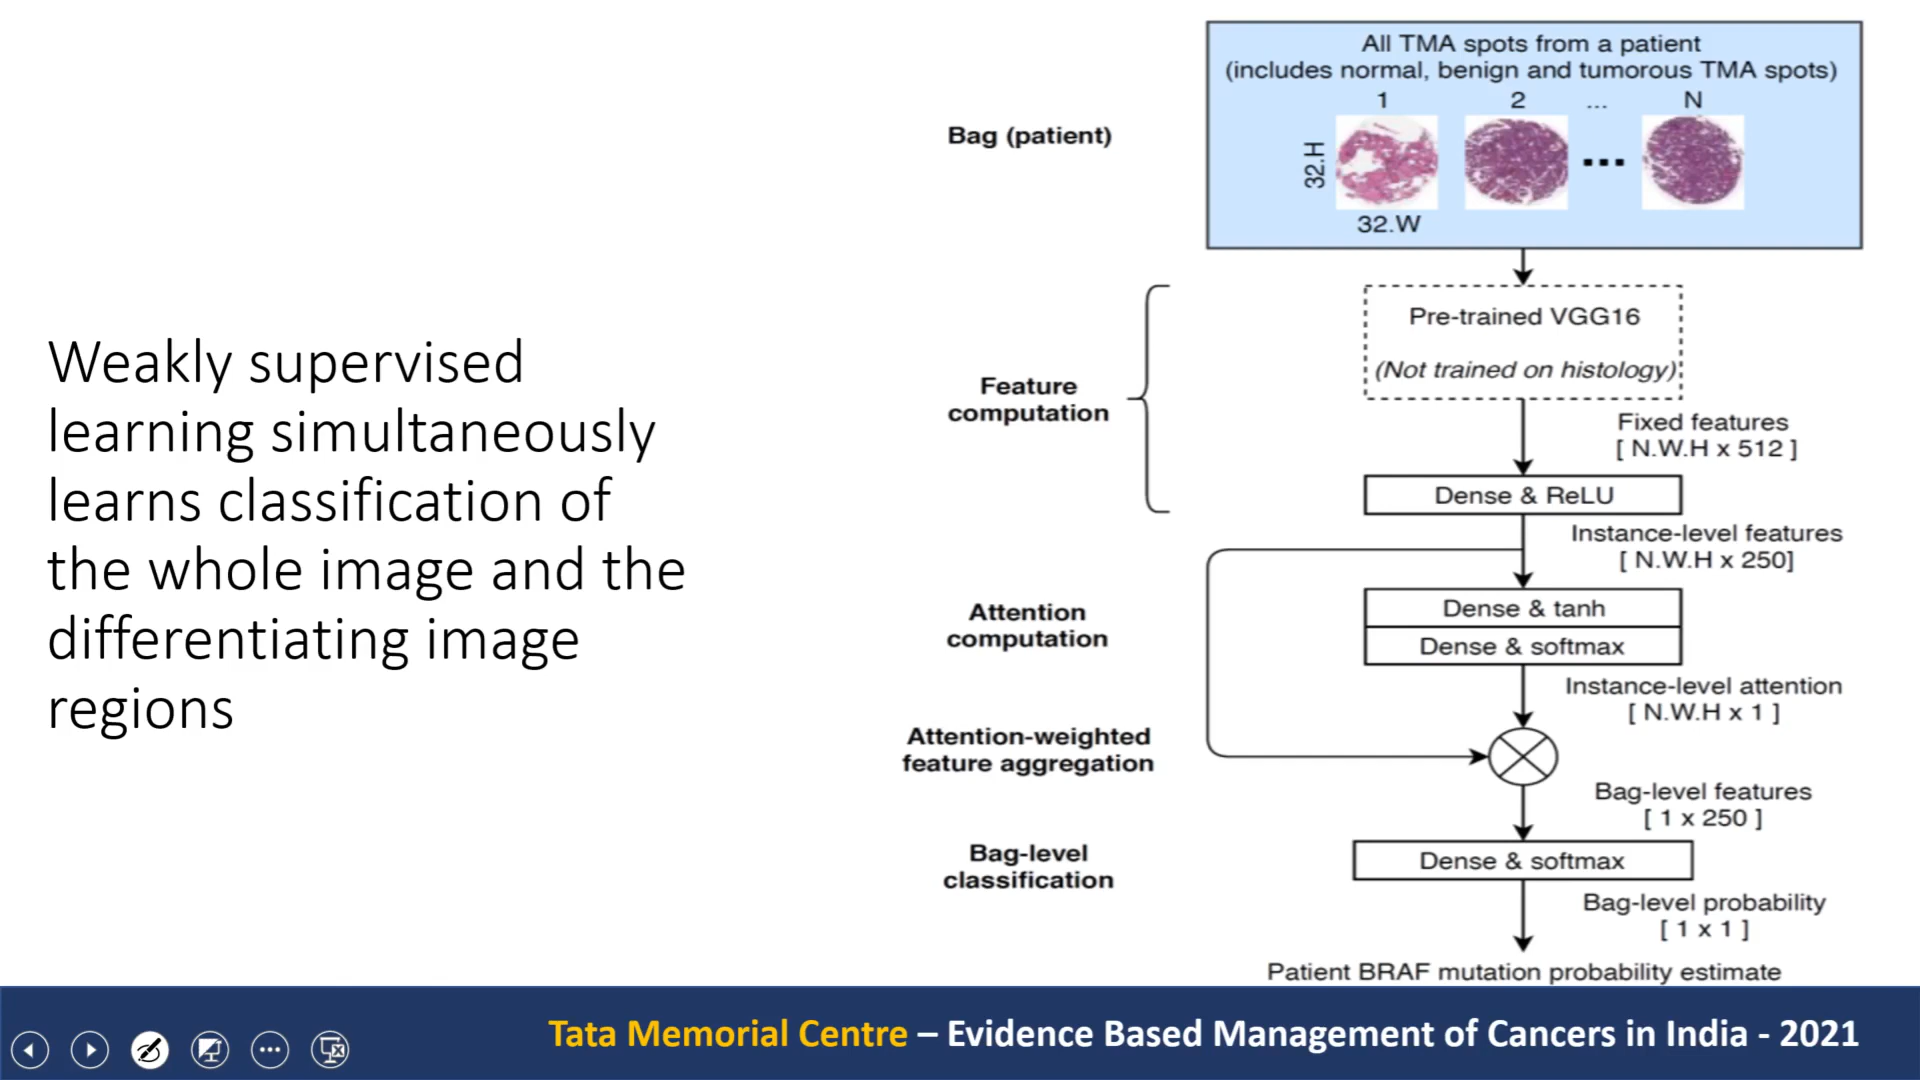 Weakly supervised
learning simultaneously
learns classification of
the whole image and the
differentiating image
regions
All TMA spots from a patient
(includes normal, benign and tumorous TMA spots)
1 2 ... N
Bag (patient)
32.H
32.W
Pre-trained VGG16
(Not trained on histology)
Feature
computation
Fixed features
[ N.W.H x 512 ]
Dense & ReLU
Instance-level features
[ N.W.H x 250]
Attention
computation
Dense & tanh
Dense & softmax
Instance-level attention
[ N.W.H x 1 ]
Attention-weighted
feature aggregation
Bag-level features
[ 1 x 250 ]
Bag-level
classification
Dense & softmax
Bag-level probability
[ 1 x 1 ]
Patient BRAF mutation probability estimate
Tata Memorial Centre – Evidence Based Management of Cancers in India - 2021